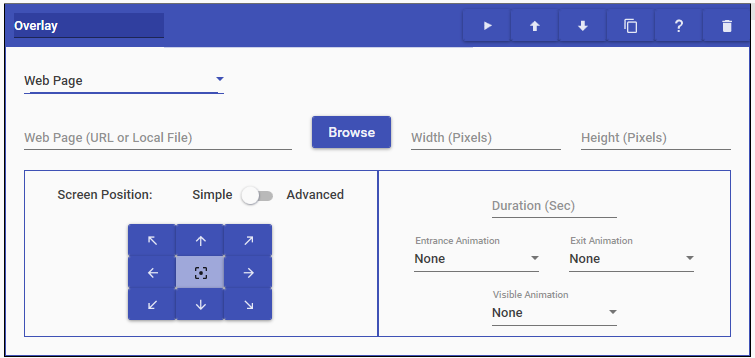 Overlay
?
Web Page
Web Page (URL or Local File)
Browse
Width (Pixels)
Height (Pixels)
Screen Position:
Simple
Advanced
Duration (Sec)
Entrance Animation
Exit Animation
None
None
Visible Animation
None